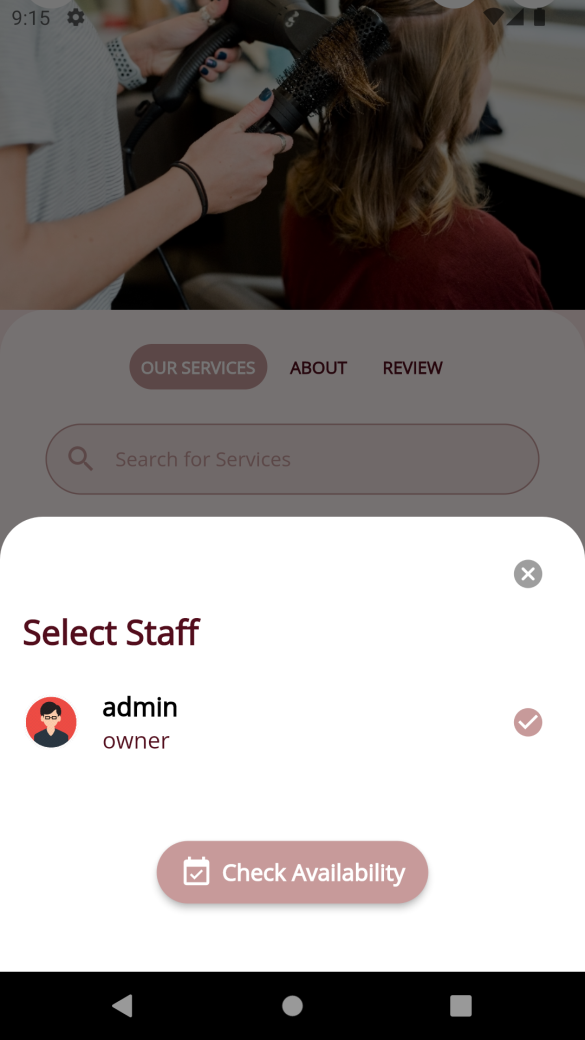 9:15
OUR SERVICES ABOUT REVIEW
Search for Services
Select Staff
admin
owner
Check Availability